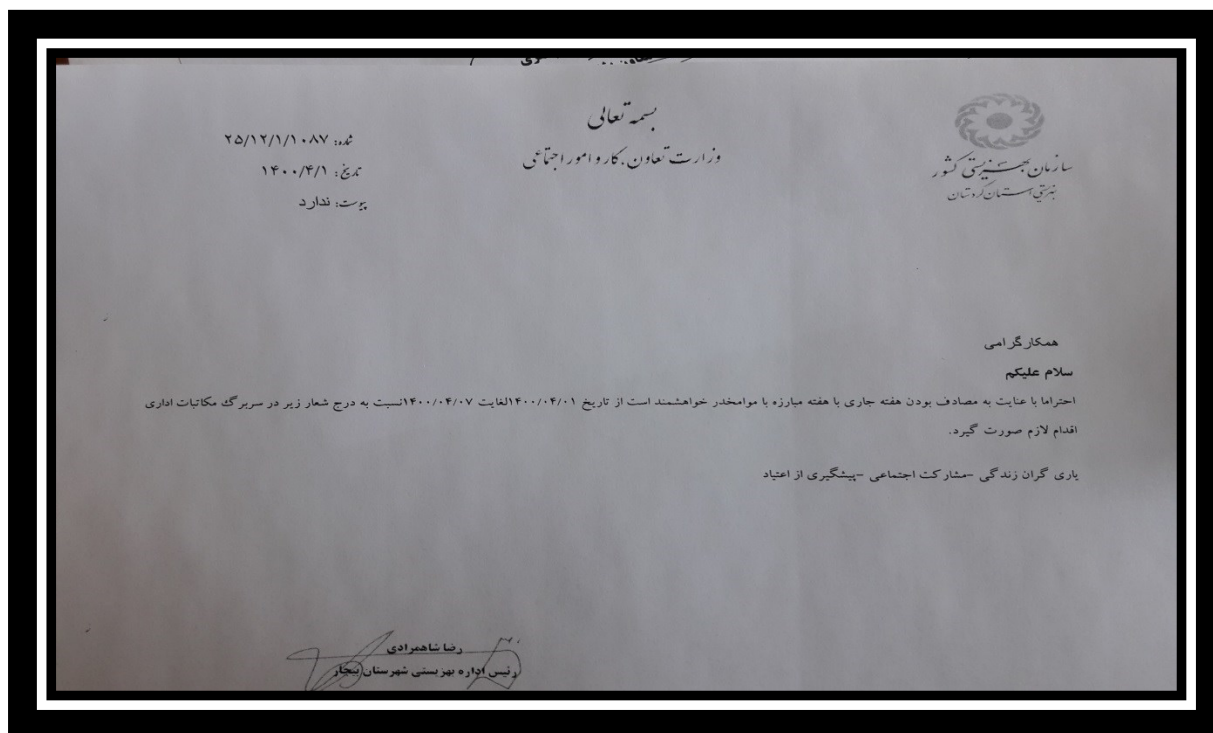 بسمه تعالی
وزارت تعاون، کار و امور اجتماعی
سازمان بهزیستی کشور
بهزیستی استان کردستان
شماره: ۲۵/۱۲/۱/۱۰۸۷
تاریخ: ۱۴۰۰/۴/۱
پیوست: ندارد
همکار گرامی
سلام علیکم
احتراما با عنایت به مصادف بودن هفته جاری با هفته مبارزه با موامخدر خواهشمند است از تاریخ ۱۴۰۰/۰۴/۰۱لغایت ۱۴۰۰/۰۴/۰۷نسبت به درج شعار زیر در سربرگ مکاتبات اداری
اقدام لازم صورت گیرد.
یاری گران زندگی -مشارکت اجتماعی -پیشگیری از اعتیاد
رضا شاهمرادی
رئیس اداره بهزیستی شهرستان بیجار